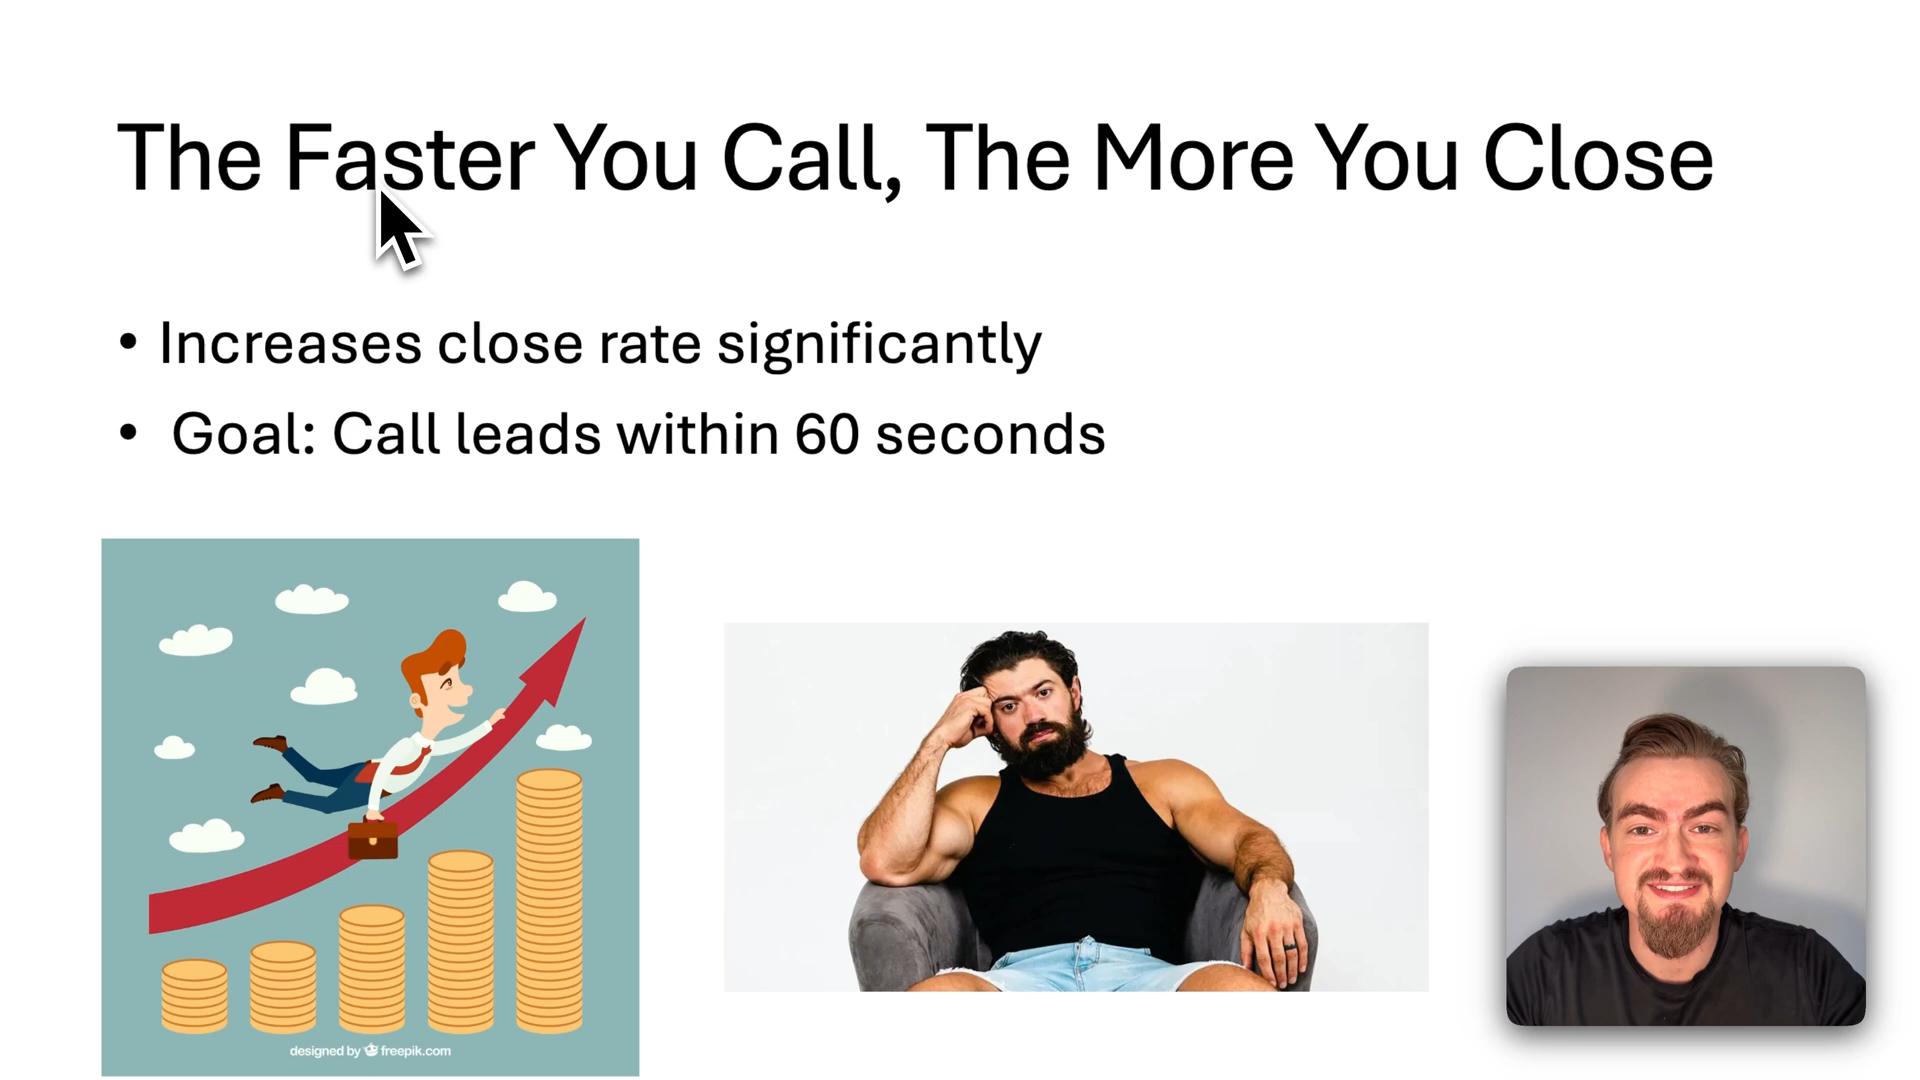 The Faster You Call, The More You Close
• Increases close rate significantly
• Goal: Call leads within 60 seconds
designed by freepik.com